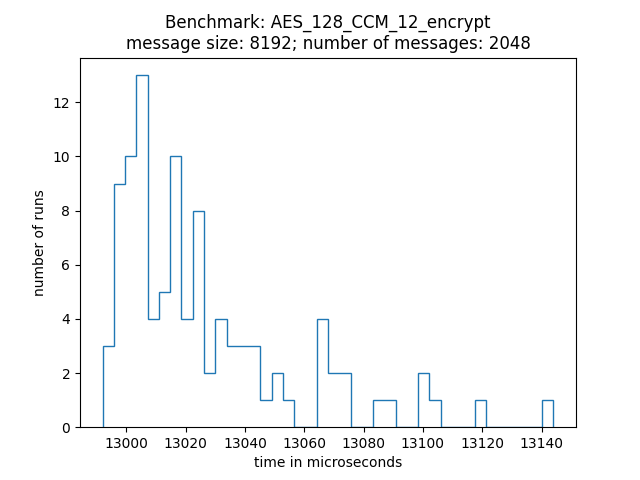 Benchmark: AES_128_CCM_12_encrypt
message size: 8192; number of messages: 2048
number of runs
12
10
8
6
4
2
0
13000 13020 13040 13060 13080 13100 13120 13140
time in microseconds